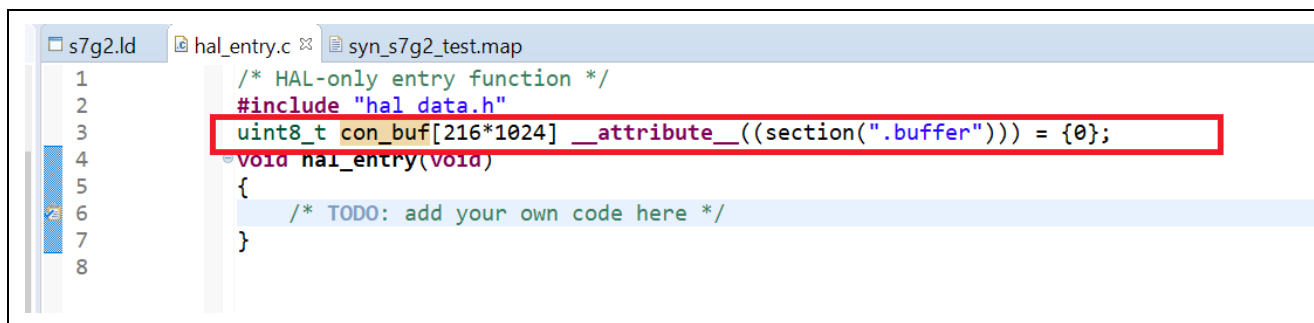 s7g2.ld hal_entry.c syn_s7g2_test.map
1 /* HAL-only entry function */
2 #include "hal_data.h"
3 uint8_t con_buf[216*1024] __attribute__((section(".buffer"))) = {0};
4 void hal_entry(void)
5 {
6 /* TODO: add your own code here */
7 }
8